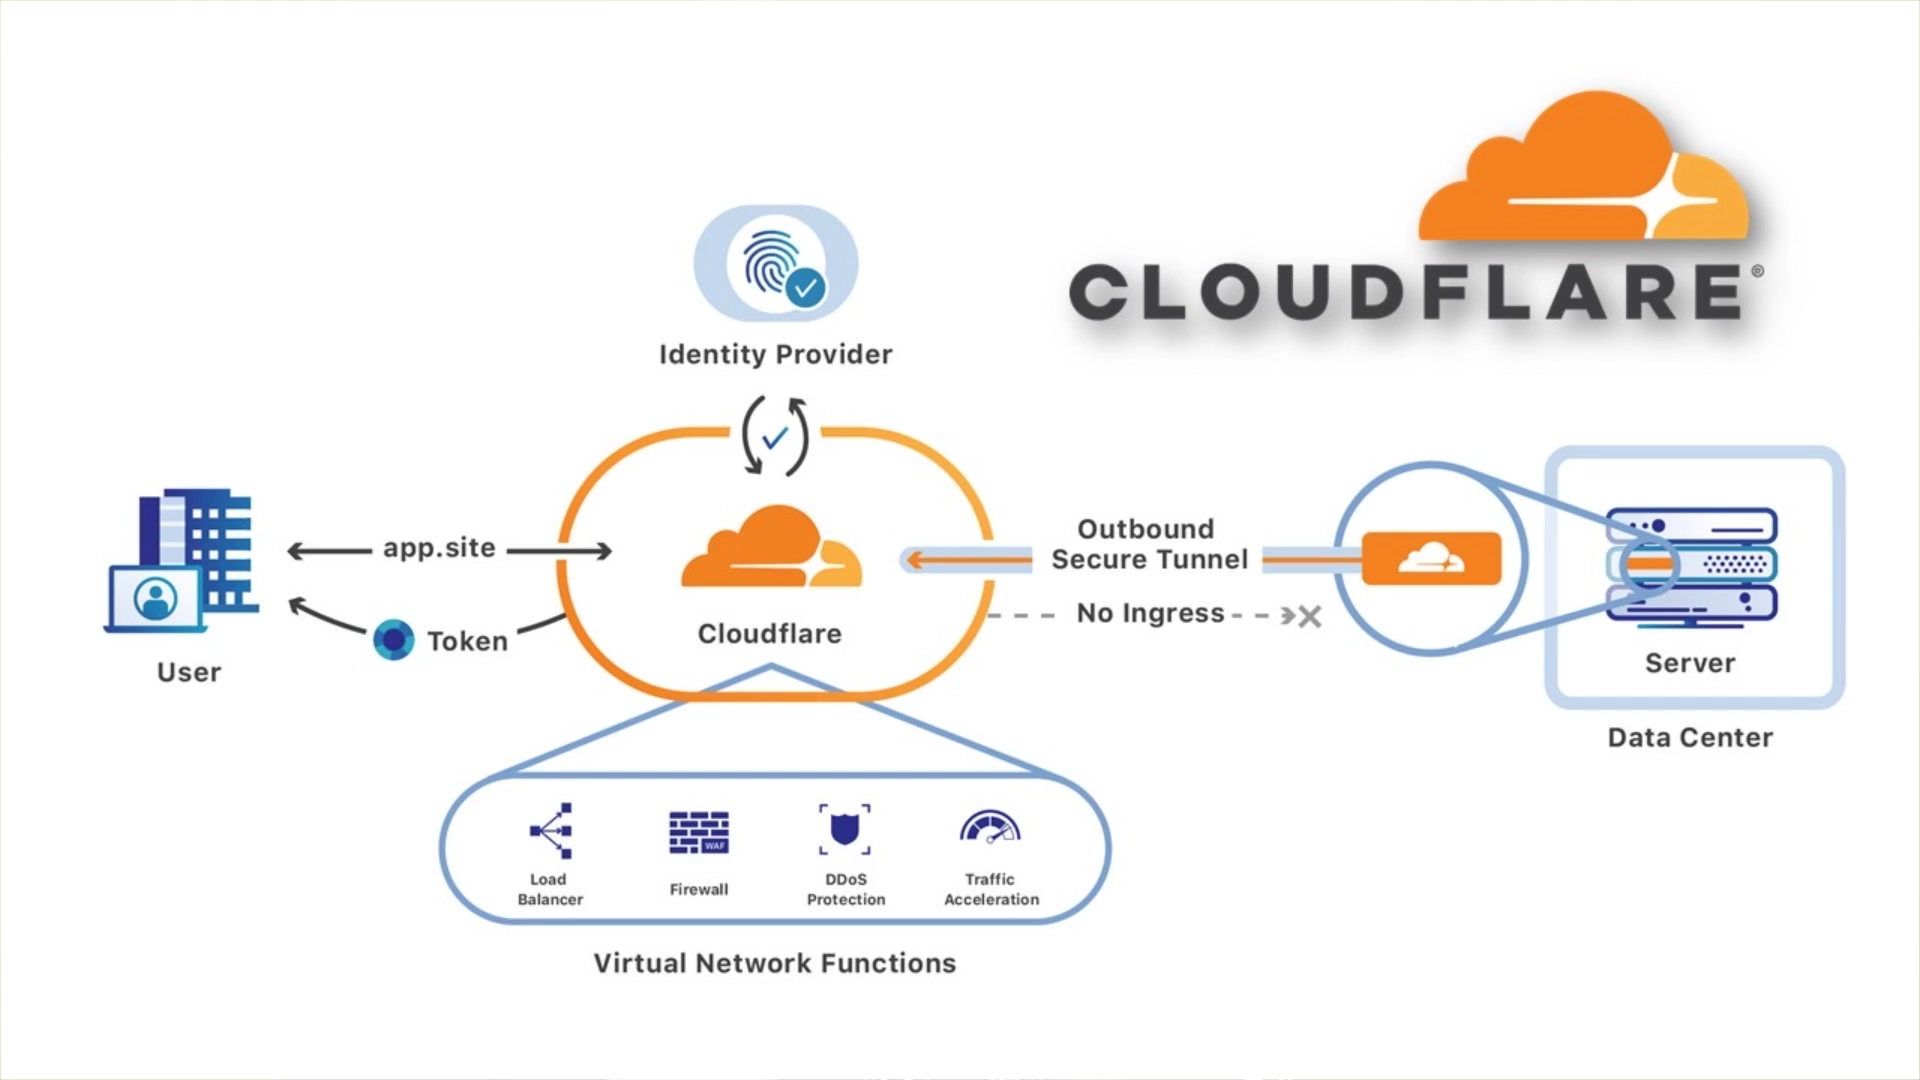 CLOUDFLARE®
Identity Provider
app.site
Token
User
Cloudflare
Outbound
Secure Tunnel
No Ingress
Server
Data Center
Load
Balancer
WAF
Firewall
DDoS
Protection
Traffic
Acceleration
Virtual Network Functions